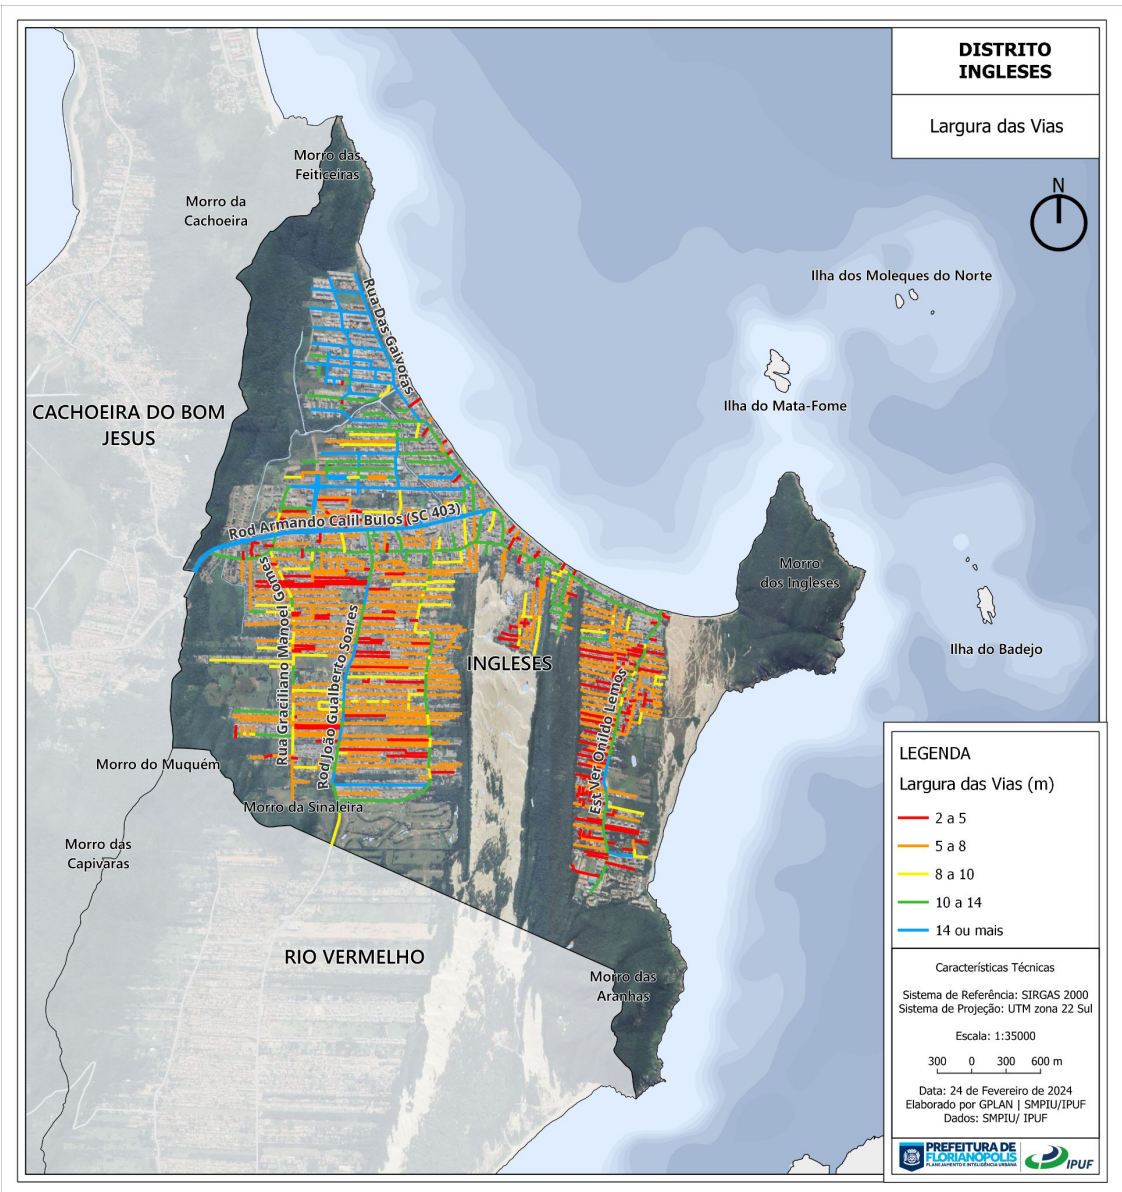 DISTRITO
INGLESES
Largura das Vias
N
Morro das
Feiticeiras
Morro da
Cachoeira
Ilha dos Moleques do Norte
Rua Das Gaivotas
Ilha do Mata-Fome
CACHOEIRA DO BOM
JESUS
Rod Armando Calil Bulos (SC 403)
Morro
dos Ingleses
Rua Graciliano Manoel Gomes
Rod João Gualberto Soares
INGLESES
Est Ver Onildo Lemos
Ilha do Badejo
Morro do Muquém
Morro da Sinaleira
Morro das
Capivaras
RIO VERMELHO
Morro das
Aranhas
LEGENDA
Largura das Vias (m)
2 a 5
5 a 8
8 a 10
10 a 14
14 ou mais
Características Técnicas
Sistema de Referência: SIRGAS 2000
Sistema de Projeção: UTM zona 22 Sul
Escala: 1:35000
300 0 300 600 m
Data: 24 de Fevereiro de 2024
Elaborado por GPLAN | SMPIU/IPUF
Dados: SMPIU/ IPUF
PREFEITURA DE
FLORIANÓPOLIS
PLANEJAMENTO E INTELIGÊNCIA URBANA
IPUF